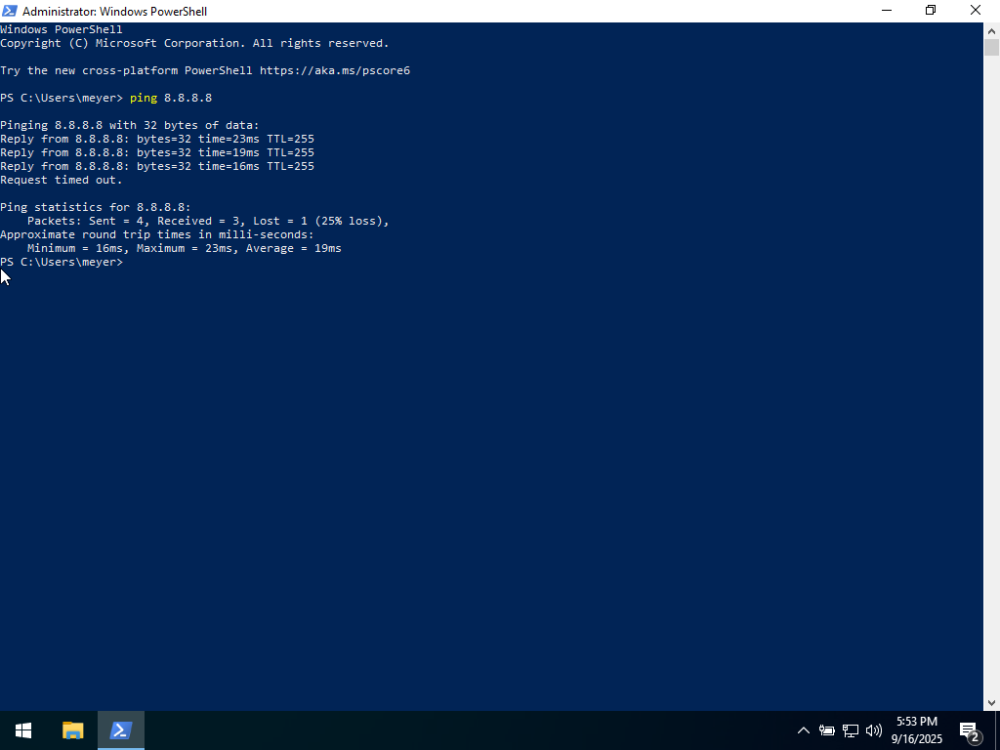 Administrator: Windows PowerShell
Windows PowerShell
Copyright (C) Microsoft Corporation. All rights reserved.
Try the new cross-platform PowerShell https://aka.ms/pscore6
PS C:\Users\meyer> ping 8.8.8.8
Pinging 8.8.8.8 with 32 bytes of data:
Reply from 8.8.8.8: bytes=32 time=23ms TTL=255
Reply from 8.8.8.8: bytes=32 time=19ms TTL=255
Reply from 8.8.8.8: bytes=32 time=16ms TTL=255
Request timed out.
Ping statistics for 8.8.8.8:
    Packets: Sent = 4, Received = 3, Lost = 1 (25% loss),
Approximate round trip times in milli-seconds:
    Minimum = 16ms, Maximum = 23ms, Average = 19ms
PS C:\Users\meyer>
5:53 PM
9/16/2025
2